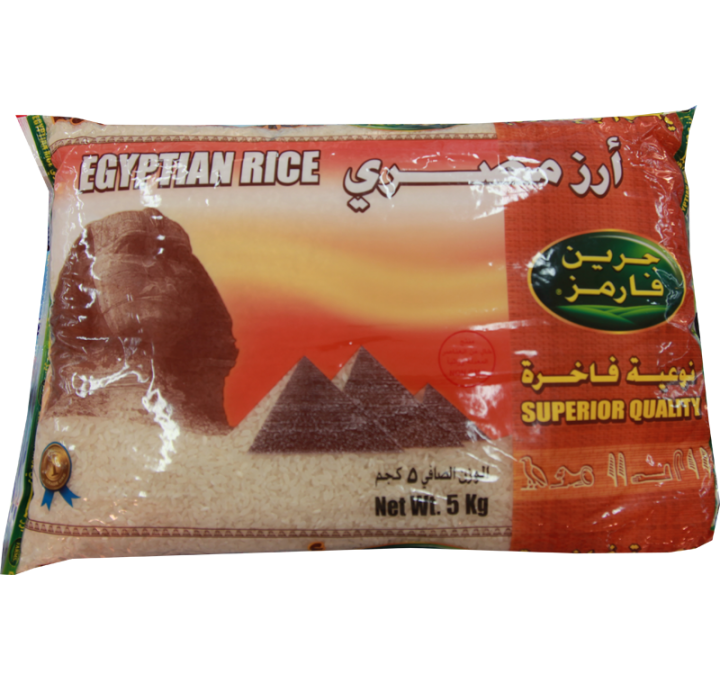 EGYPTIAN RICE
أرز مصري
جرين
فارمز
نوعية فاخرة
SUPERIOR QUALITY
الوزن الصافي ٥ كجم
Net Wt. 5 Kg